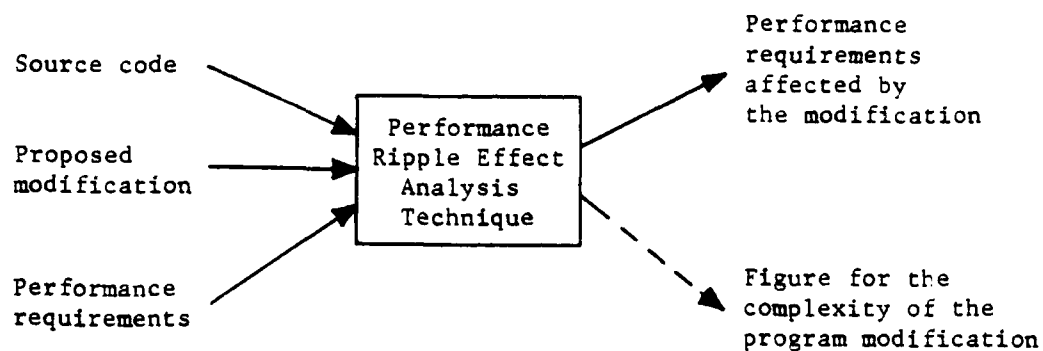 Source code
Proposed
modification
Performance
requirements
Performance
Ripple Effect
Analysis
Technique
Performance
requirements
affected by
the modification
Figure for the
complexity of the
program modification